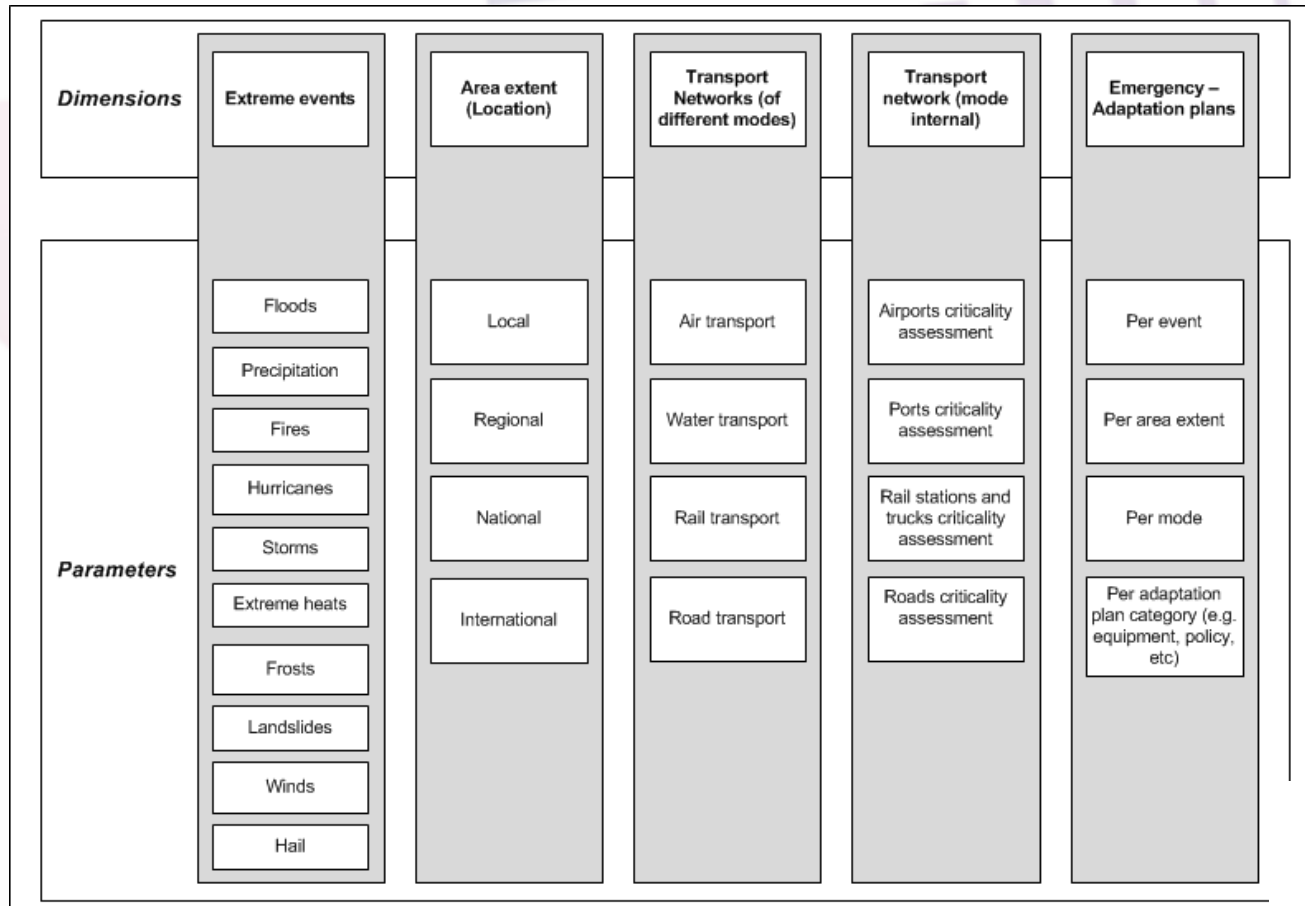 Dimensions
Extreme events
Area extent
(Location)
Transport
Networks (of
different modes)
Transport
network (mode
internal)
Emergency –
Adaptation plans
Parameters
Floods
Precipitation
Fires
Hurricanes
Storms
Extreme heats
Frosts
Landslides
Winds
Hail
Local
Regional
National
International
Air transport
Water transport
Rail transport
Road transport
Airports criticality
assessment
Ports criticality
assessment
Rail stations and
trucks criticality
assessment
Roads criticality
assessment
Per event
Per area extent
Per mode
Per adaptation
plan category (e.g.
equipment, policy,
etc)